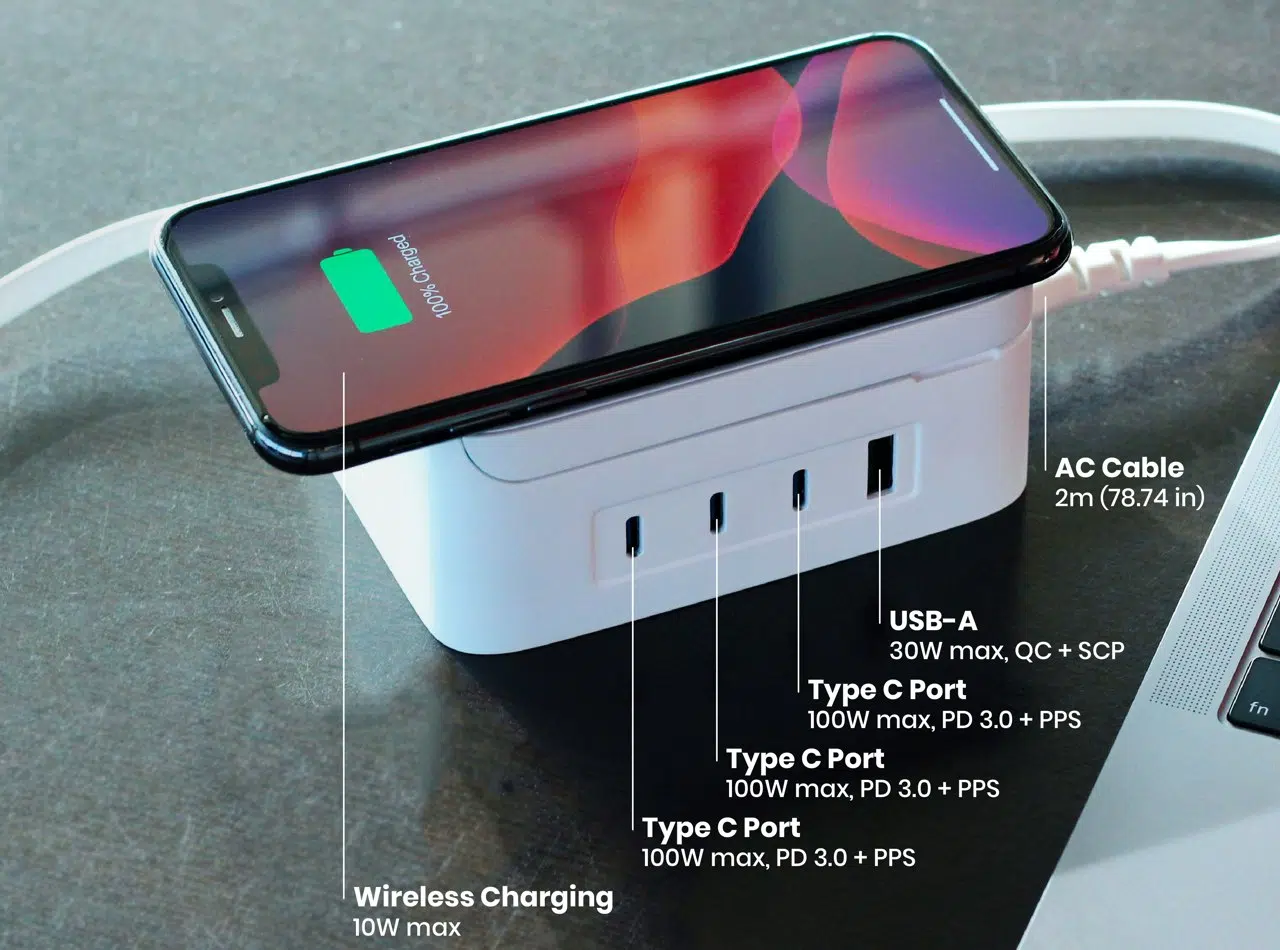 100% Charged
AC Cable
2m (78.74 in)
USB-A
30W max, QC + SCP
Type C Port
100W max, PD 3.0 + PPS
Type C Port
100W max, PD 3.0 + PPS
Type C Port
100W max, PD 3.0 + PPS
Wireless Charging
10W max
fn